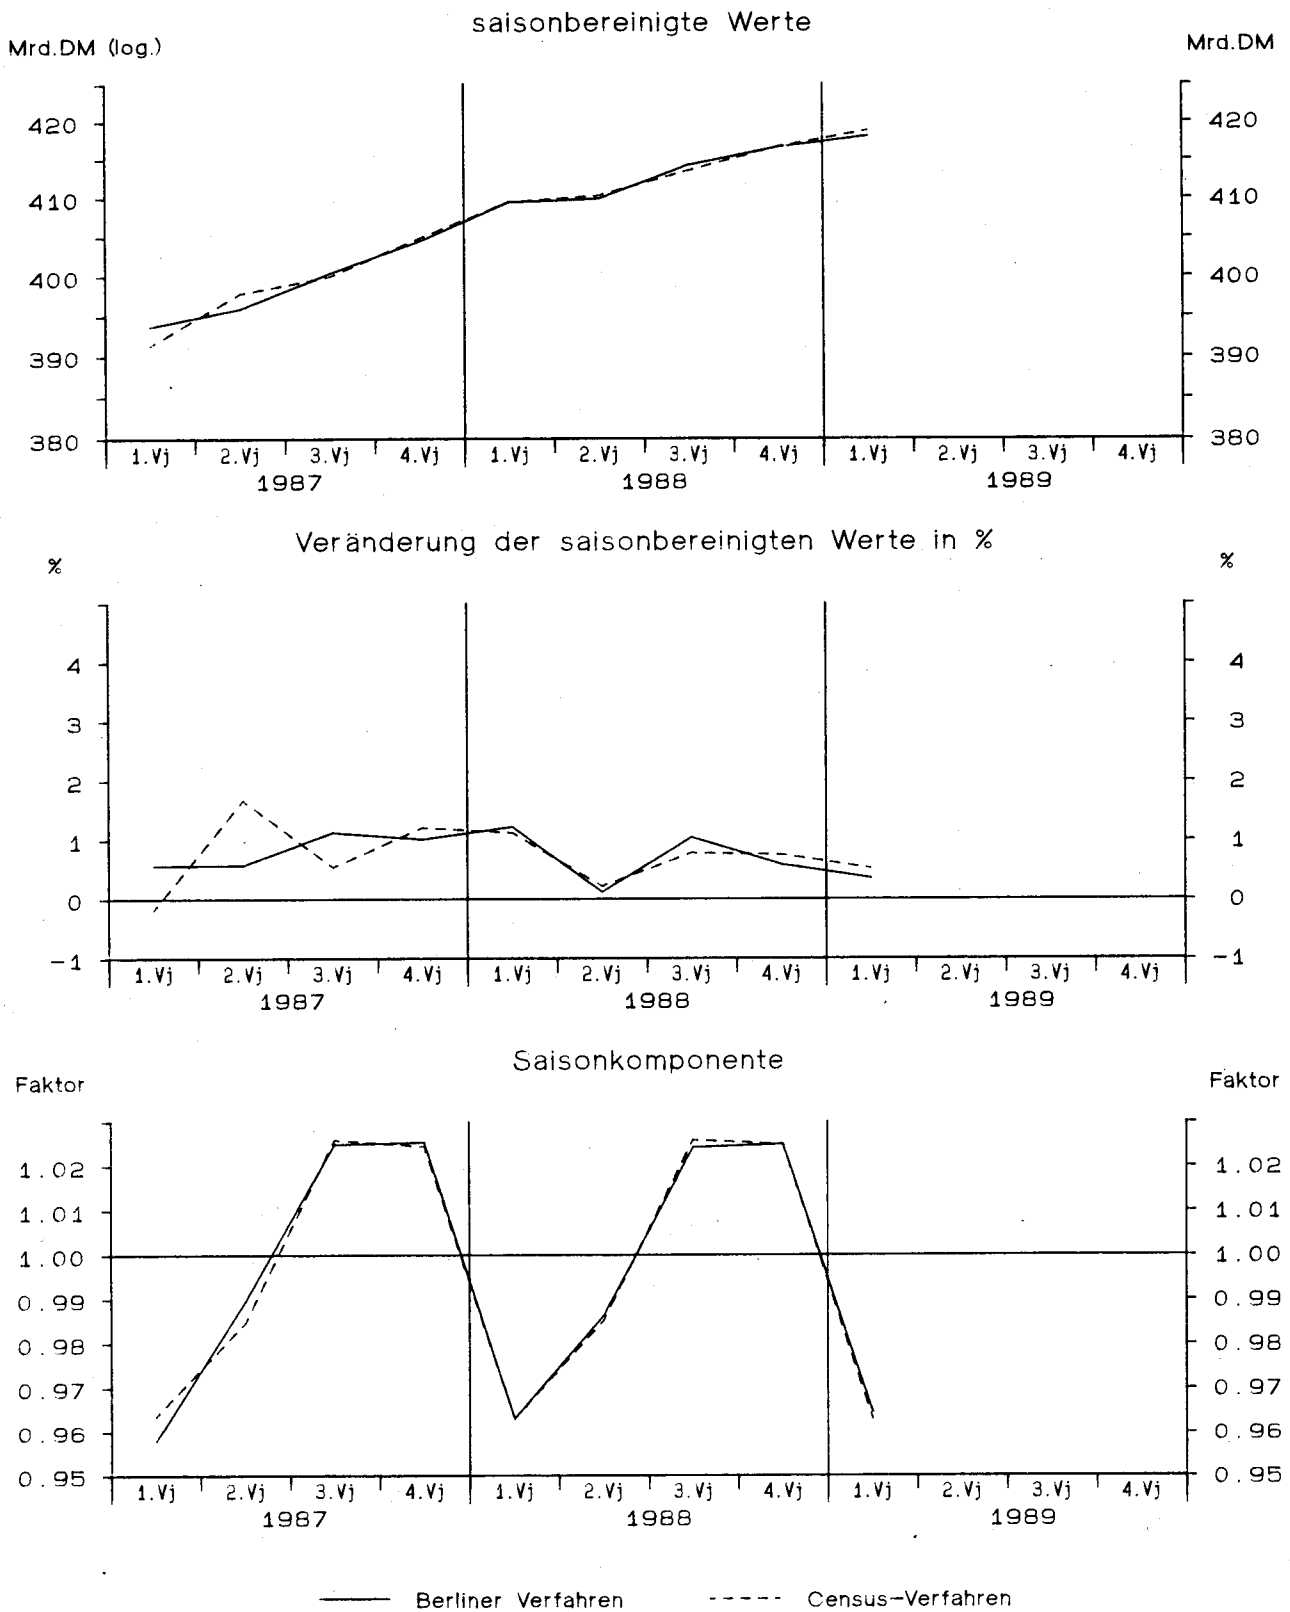 saisonbereinigte Werte
Mrd.DM (log.) Mrd.DM
420 420
410 410
400 400
390 390
380 380
1.Vj 2.Vj 3.Vj 4.Vj 1.Vj 2.Vj 3.Vj 4.Vj 1.Vj 2.Vj 3.Vj 4.Vj
1987 1988 1989
Veränderung der saisonbereinigten Werte in %
% %
4 4
3 3
2 2
1 1
0 0
-1 -1
1.Vj 2.Vj 3.Vj 4.Vj 1.Vj 2.Vj 3.Vj 4.Vj 1.Vj 2.Vj 3.Vj 4.Vj
1987 1988 1989
Saisonkomponente
Faktor Faktor
1.02 1.02
1.01 1.01
1.00 1.00
0.99 0.99
0.98 0.98
0.97 0.97
0.96 0.96
0.95 0.95
1.Vj 2.Vj 3.Vj 4.Vj 1.Vj 2.Vj 3.Vj 4.Vj 1.Vj 2.Vj 3.Vj 4.Vj
1987 1988 1989
Berliner Verfahren Census-Verfahren